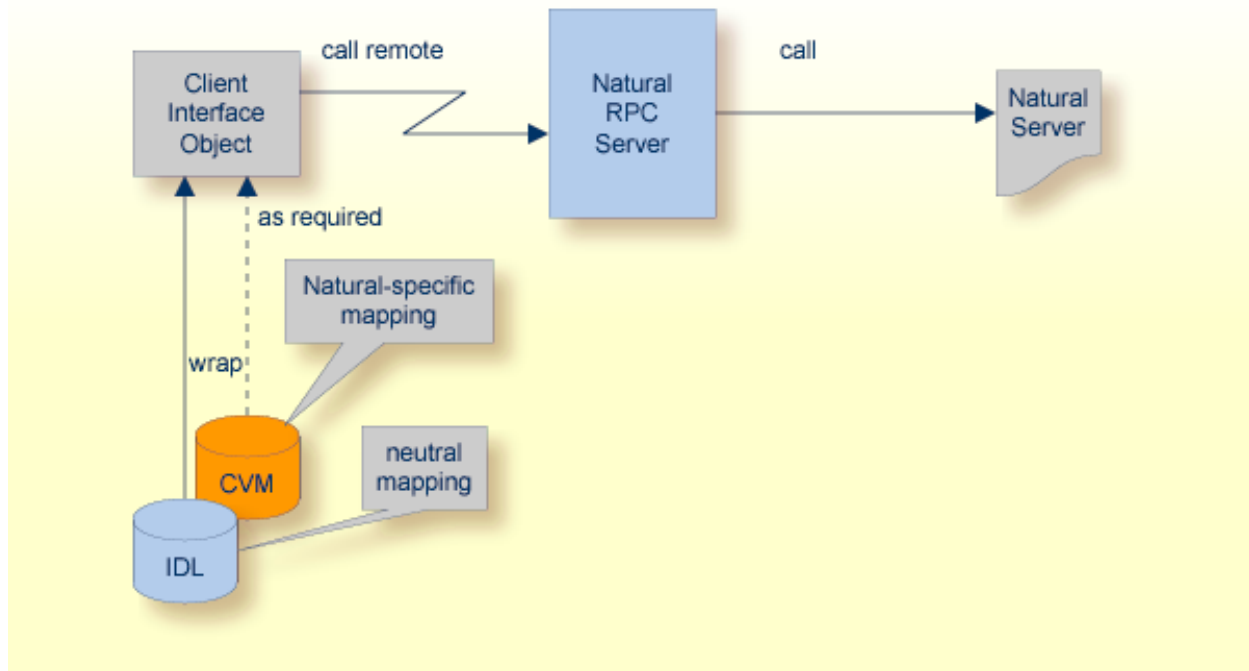 call remote
call
Client
Interface
Object
Natural
RPC
Server
Natural
Server
as required
Natural-specific
mapping
wrap
neutral
mapping
CVM
IDL